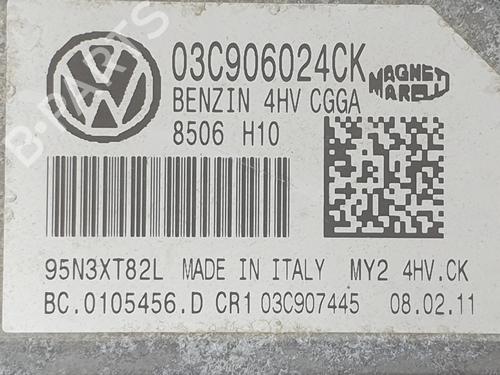 03C906024CK
MAGNETI MARELLI
BENZIN 4HV CGGA
8506 H10
95N3XT82L MADE IN ITALY MY2 4HV.CK
BC.0105456.D CR1 03C907445 08.02.11
B-PARTS